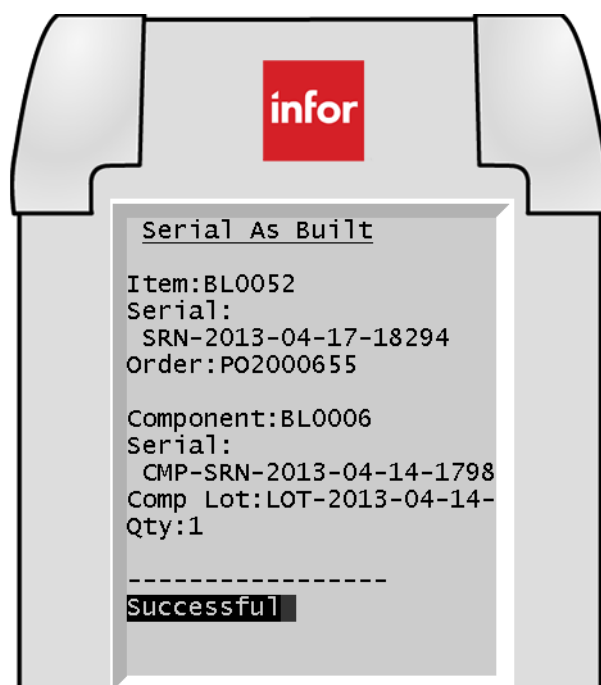 infor
Serial As Built
Item:BL0052
Serial:
SRN-2013-04-17-18294
Order:PO2000655
Component:BL0006
Serial:
CMP-SRN-2013-04-14-1798
Comp Lot:LOT-2013-04-14-
Qty:1
-----------------
Successful